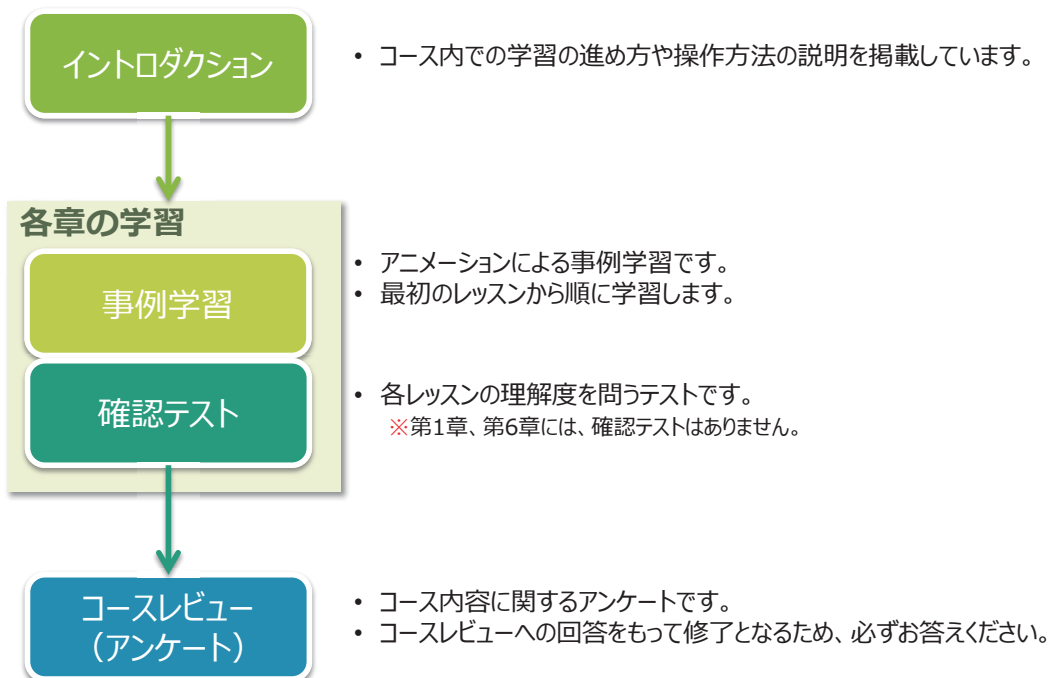 イントロダクション
• コース内での学習の進め方や操作方法の説明を掲載しています。
各章の学習
事例学習
• アニメーションによる事例学習です。
• 最初のレッスンから順に学習します。
確認テスト
• 各レッスンの理解度を問うテストです。
※第1章、第6章には、確認テストはありません。
コースレビュー
（アンケート）
• コース内容に関するアンケートです。
• コースレビューへの回答をもって修了となるため、必ずお答えください。